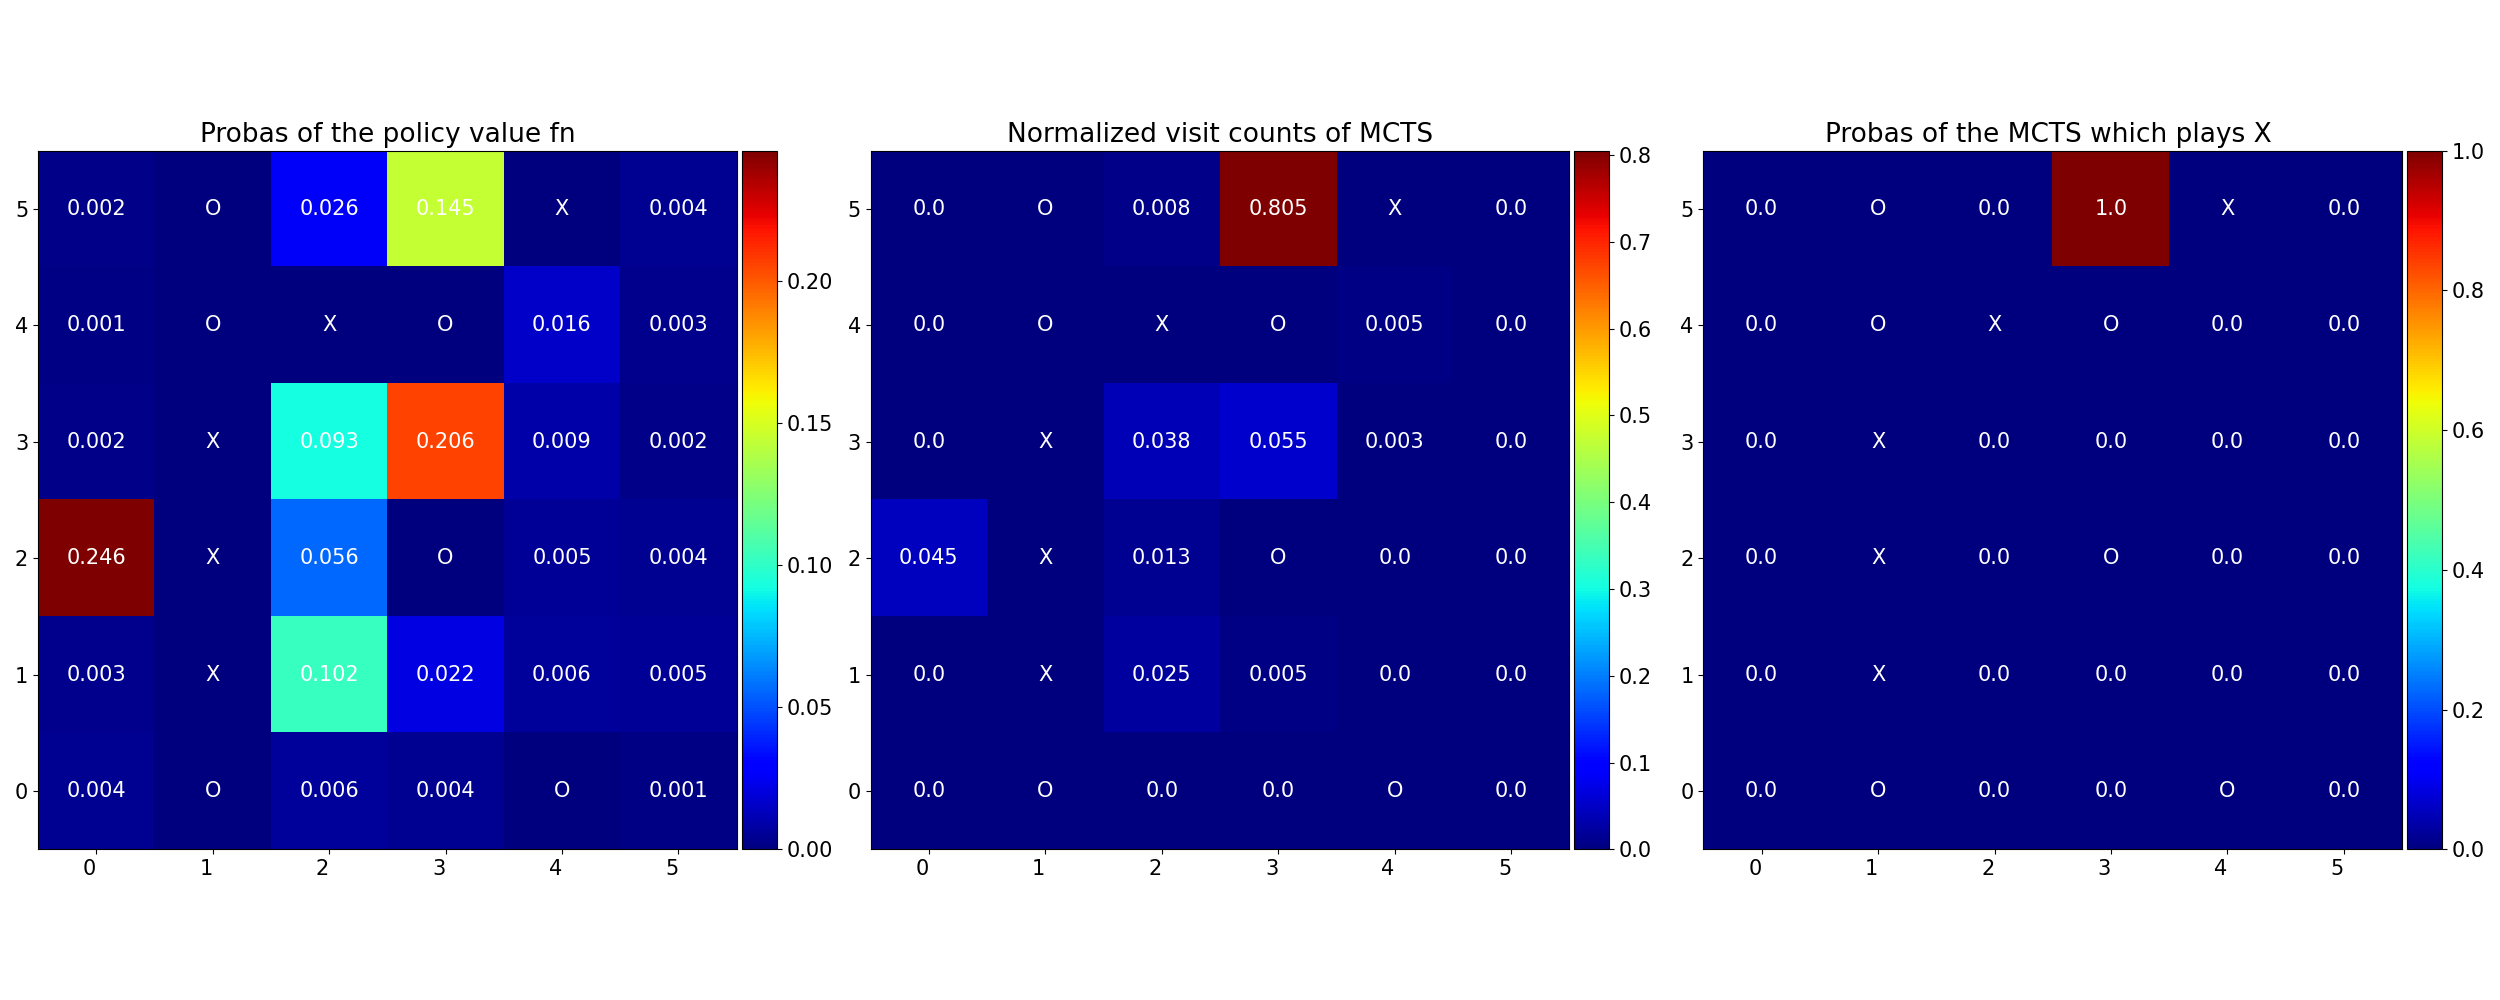 Probas of the policy value fn
5 0.002 O 0.026 0.145 X 0.004
4 0.001 O X O 0.016 0.003
3 0.002 X 0.093 0.206 0.009 0.002
2 0.246 X 0.056 O 0.005 0.004
1 0.003 X 0.102 0.022 0.006 0.005
0 0.004 O 0.006 0.004 O 0.001
0 1 2 3 4 5
0.20
0.15
0.10
0.05
0.00
Normalized visit counts of MCTS
5 0.0 O 0.008 0.805 X 0.0
4 0.0 O X O 0.005 0.0
3 0.0 X 0.038 0.055 0.003 0.0
2 0.045 X 0.013 O 0.0 0.0
1 0.0 X 0.025 0.005 0.0 0.0
0 0.0 O 0.0 0.0 O 0.0
0 1 2 3 4 5
0.8
0.7
0.6
0.5
0.4
0.3
0.2
0.1
0.0
Probas of the MCTS which plays X
5 0.0 O 0.0 1.0 X 0.0
4 0.0 O X O 0.0 0.0
3 0.0 X 0.0 0.0 0.0 0.0
2 0.0 X 0.0 O 0.0 0.0
1 0.0 X 0.0 0.0 0.0 0.0
0 0.0 O 0.0 0.0 O 0.0
0 1 2 3 4 5
1.0
0.8
0.6
0.4
0.2
0.0